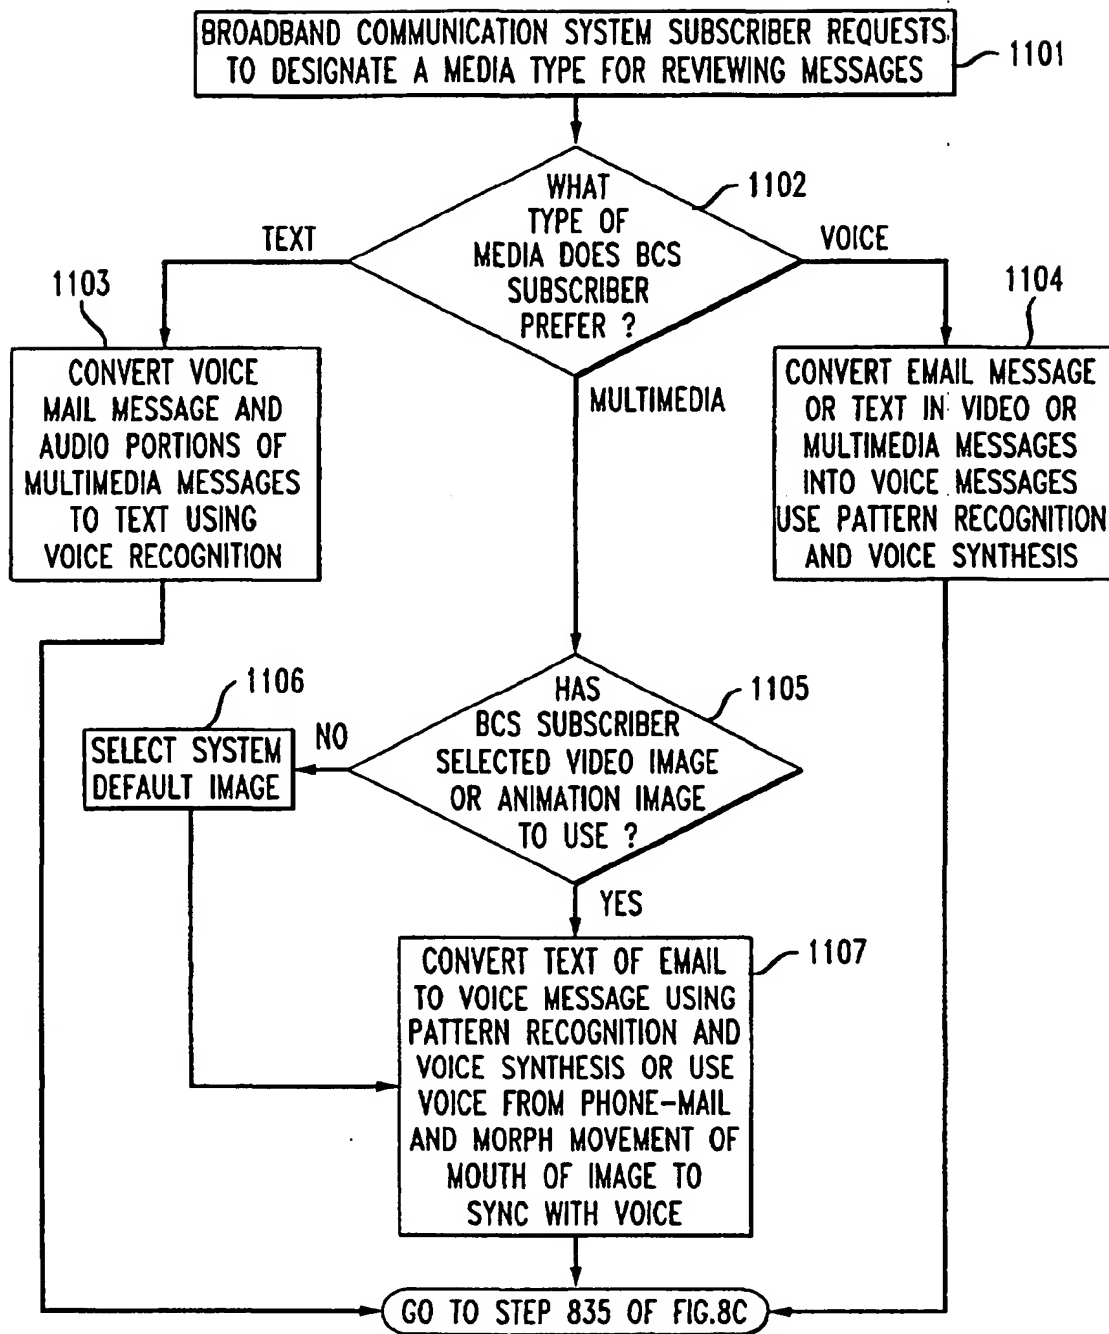 BROADBAND COMMUNICATION SYSTEM SUBSCRIBER REQUESTS
TO DESIGNATE A MEDIA TYPE FOR REVIEWING MESSAGES
1101
WHAT
TYPE OF
MEDIA DOES BCS
SUBSCRIBER
PREFER ?
1102
TEXT
VOICE
MULTIMEDIA
1103
CONVERT VOICE
MAIL MESSAGE AND
AUDIO PORTIONS OF
MULTIMEDIA MESSAGES
TO TEXT USING
VOICE RECOGNITION
1104
CONVERT EMAIL MESSAGE
OR TEXT IN VIDEO OR
MULTIMEDIA MESSAGES
INTO VOICE MESSAGES
USE PATTERN RECOGNITION
AND VOICE SYNTHESIS
HAS
BCS SUBSCRIBER
SELECTED VIDEO IMAGE
OR ANIMATION IMAGE
TO USE ?
1105
NO
1106
SELECT SYSTEM
DEFAULT IMAGE
YES
CONVERT TEXT OF EMAIL
TO VOICE MESSAGE USING
PATTERN RECOGNITION AND
VOICE SYNTHESIS OR USE
VOICE FROM PHONE-MAIL
AND MORPH MOVEMENT OF
MOUTH OF IMAGE TO
SYNC WITH VOICE
1107
GO TO STEP 835 OF FIG.8C